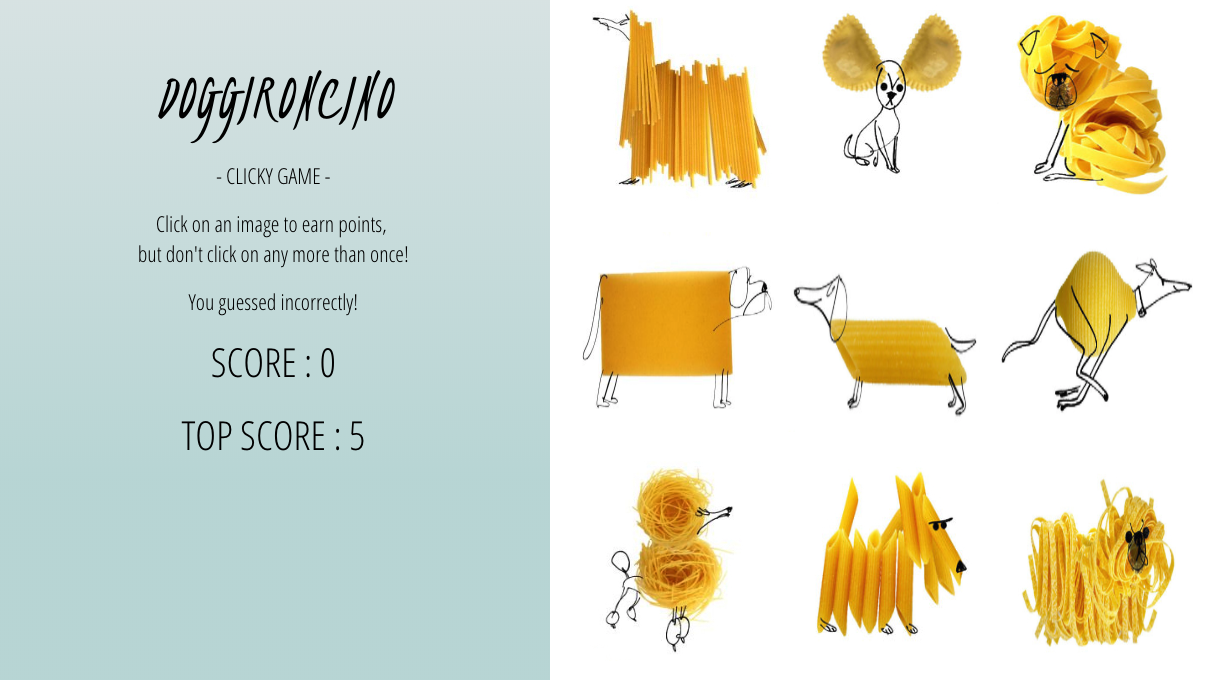 DOGGIRONCINO
- CLICKY GAME -
Click on an image to earn points,
but don't click on any more than once!
You guessed incorrectly!
SCORE : 0
TOP SCORE : 5